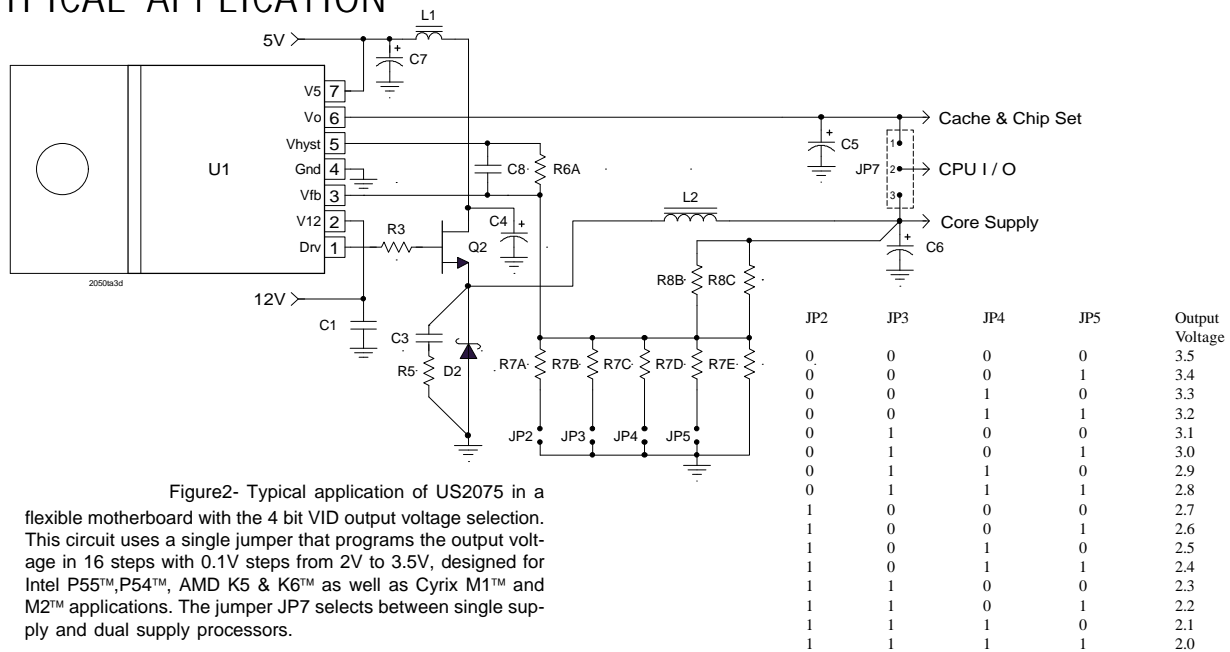 TYPICAL APPLICATION
L1
5V
C7
V5 7
Vo 6
Cache & Chip Set
Vhyst 5
C5
1
U1
Gnd 4
C8
R6A
JP7
2
CPU I / O
Vfb 3
L2
3
V12 2
C4
Core Supply
R3
Drv 1
Q2
C6
2050ta3d
R8B
R8C
12V
C1
C3
R5
D2
R7A
R7B
R7C
R7D
R7E
JP2
JP3
JP4
JP5
JP2 JP3 JP4 JP5 Output
Voltage
0 0 0 0 3.5
0 0 0 1 3.4
0 0 1 0 3.3
0 0 1 1 3.2
0 1 0 0 3.1
0 1 0 1 3.0
0 1 1 0 2.9
0 1 1 1 2.8
1 0 0 0 2.7
1 0 0 1 2.6
1 0 1 0 2.5
1 0 1 1 2.4
1 1 0 0 2.3
1 1 0 1 2.2
1 1 1 0 2.1
1 1 1 1 2.0
Figure2- Typical application of US2075 in a
flexible motherboard with the 4 bit VID output voltage selection.
This circuit uses a single jumper that programs the output volt-
age in 16 steps with 0.1V steps from 2V to 3.5V, designed for
Intel P55™,P54™, AMD K5 & K6™ as well as Cyrix M1™ and
M2™ applications. The jumper JP7 selects between single sup-
ply and dual supply processors.